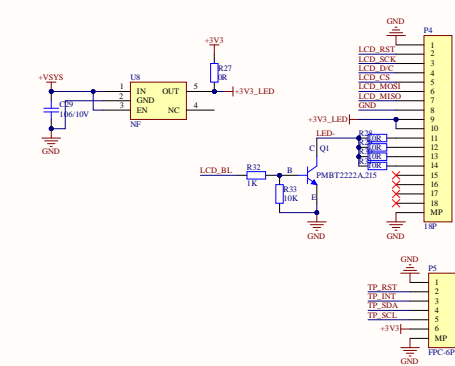 GND
P4
+3V3
LCD_RST
LCD_SCK
LCD_D/C
LCD_CS
LCD_MOSI
LCD_MISO
GND
1
2
3
4
5
6
7
8
9
10
11
12
13
14
15
16
17
18
MP
18P
GND
R27
0R
+VSYS
U8
1 IN OUT 5
+3V3_LED
2 GND
3 EN NC 4
NF
C29
106/10V
GND
+3V3_LED
LED-
R28
10R
10R
10R
10R
C Q1
LCD_BL
R32
1K
B
PMBT2222A,215
R33
10K
E
GND
GND
P5
TP_RST
TP_INT
TP_SDA
TP_SCL
+3V3
1
2
3
4
5
6
MP
GND
FPC-6P